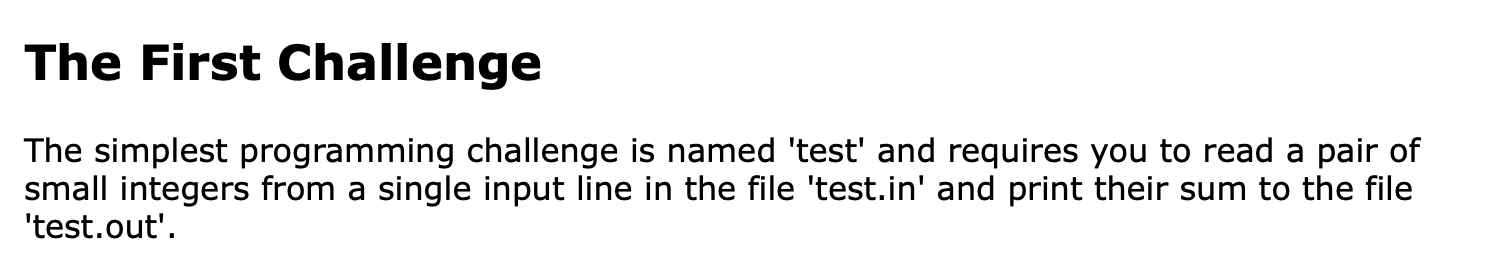 The First Challenge
The simplest programming challenge is named 'test' and requires you to read a pair of
small integers from a single input line in the file 'test.in' and print their sum to the file
'test.out'.